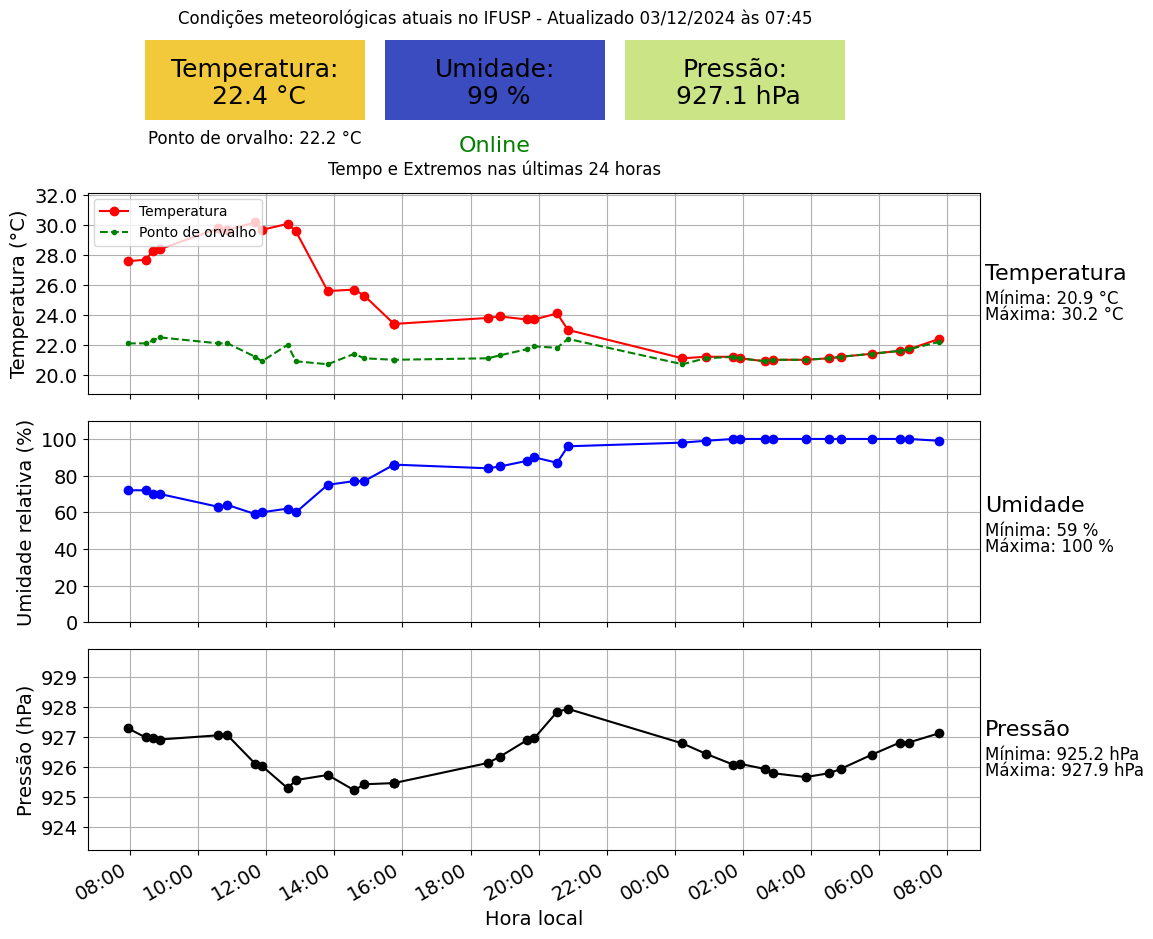 Condições meteorológicas atuais no IFUSP - Atualizado 03/12/2024 às 07:45
Temperatura:
22.4 °C
Umidade:
99 %
Pressão:
927.1 hPa
Ponto de orvalho: 22.2 °C
Online
Tempo e Extremos nas últimas 24 horas
Temperatura (°C)
32.0
30.0
28.0
26.0
24.0
22.0
20.0
Temperatura
Ponto de orvalho
Temperatura
Mínima: 20.9 °C
Máxima: 30.2 °C
Umidade relativa (%)
100
80
60
40
20
0
Umidade
Mínima: 59 %
Máxima: 100 %
Pressão (hPa)
929
928
927
926
925
924
Pressão
Mínima: 925.2 hPa
Máxima: 927.9 hPa
08:00 10:00 12:00 14:00 16:00 18:00 20:00 22:00 00:00 02:00 04:00 06:00 08:00
Hora local